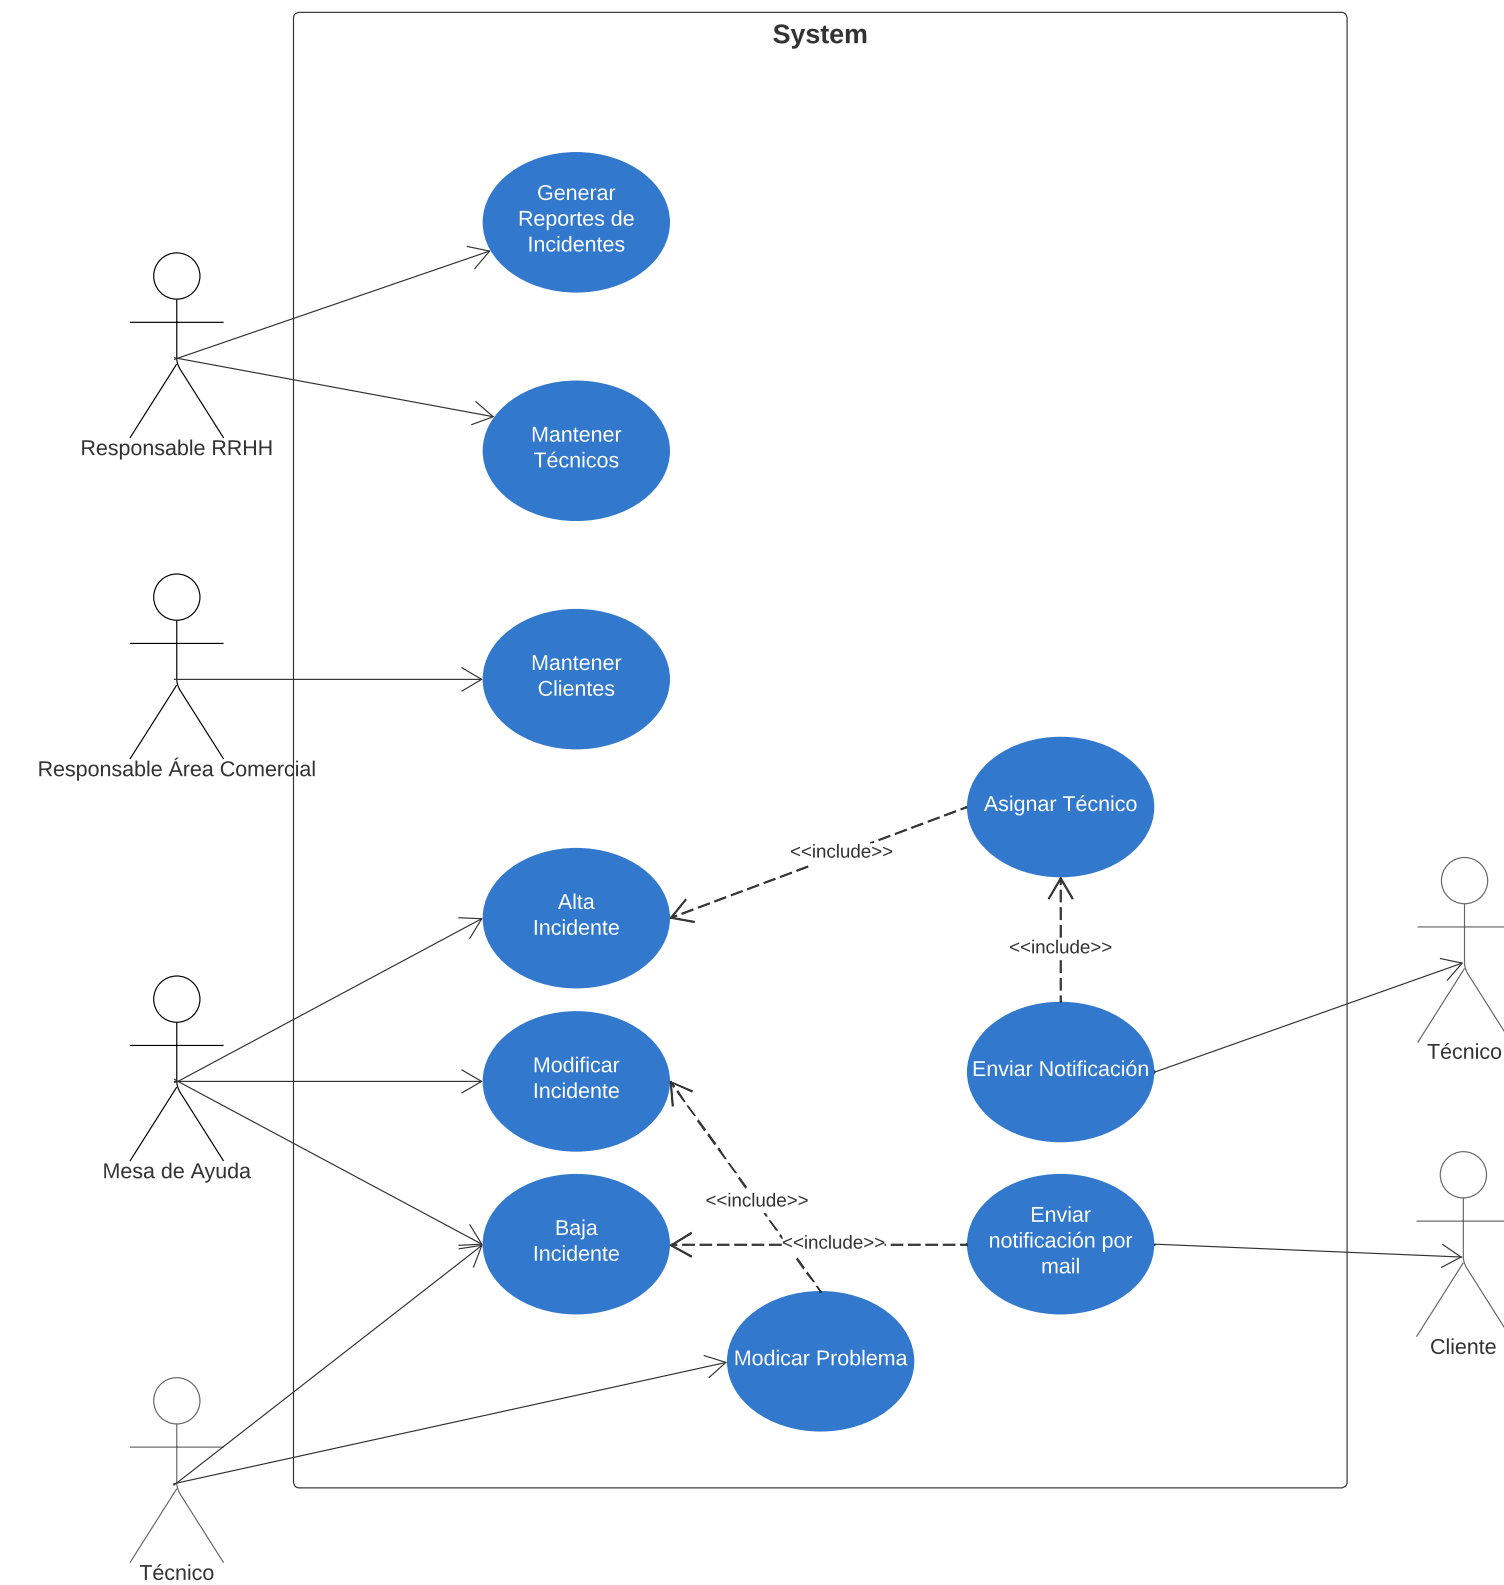 System
Generar
Reportes de
Incidentes
Responsable RRHH
Mantener
Técnicos
Mantener
Clientes
Responsable Área Comercial
Asignar Técnico
<<include>>
Alta
Incidente
<<include>>
Técnico
Modificar
Incidente
Enviar Notificación
Mesa de Ayuda
<<include>>
Baja
Incidente
<<include>>
Enviar
notificación por
mail
Cliente
Modicar Problema
Técnico